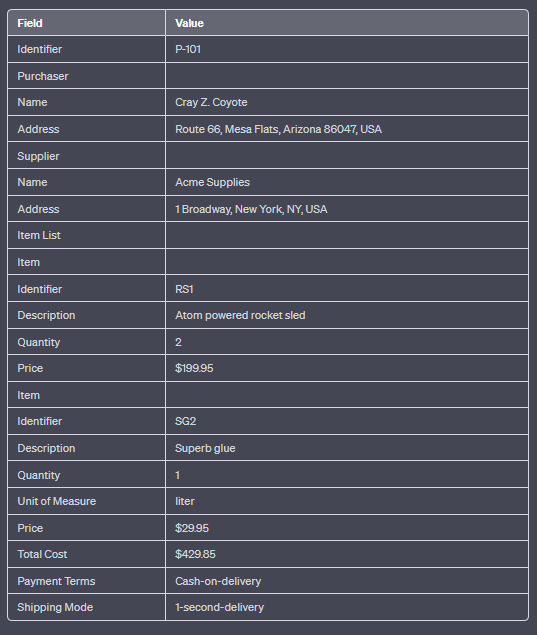 Field Value
Identifier P-101
Purchaser
Name Cray Z. Coyote
Address Route 66, Mesa Flats, Arizona 86047, USA
Supplier
Name Acme Supplies
Address 1 Broadway, New York, NY, USA
Item List
Item
Identifier RS1
Description Atom powered rocket sled
Quantity 2
Price $199.95
Item
Identifier SG2
Description Superb glue
Quantity 1
Unit of Measure liter
Price $29.95
Total Cost $429.85
Payment Terms Cash-on-delivery
Shipping Mode 1-second-delivery